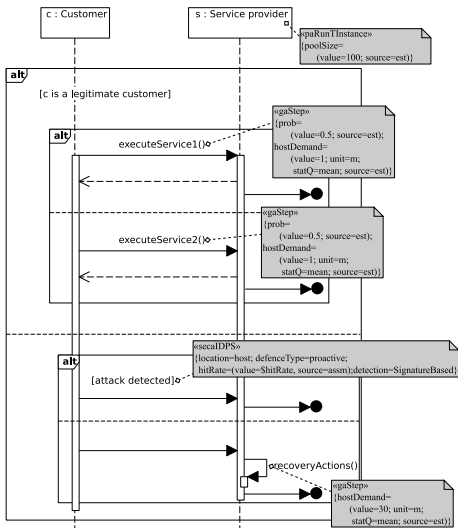 c : Customer
s : Service provider
«paRunTInstance»
{poolSize=
(value=100; source=est)}
alt
[c is a legitimate customer]
«gaStep»
{prob=
(value=0.5; source=est);
hostDemand=
(value=1; unit=m;
statQ=mean; source=est)}
alt
executeService1()
«gaStep»
{prob=
(value=0.5; source=est);
hostDemand=
(value=1; unit=m;
statQ=mean; source=est)}
executeService2()
«secaIDPS»
{location=host; defenceType=proactive;
hitRate=(value=$hitRate, source=assm);detection=SignatureBased}
alt
[attack detected]
recoveryActions()
«gaStep»
{hostDemand=
(value=30; unit=m;
statQ=mean; source=est)}